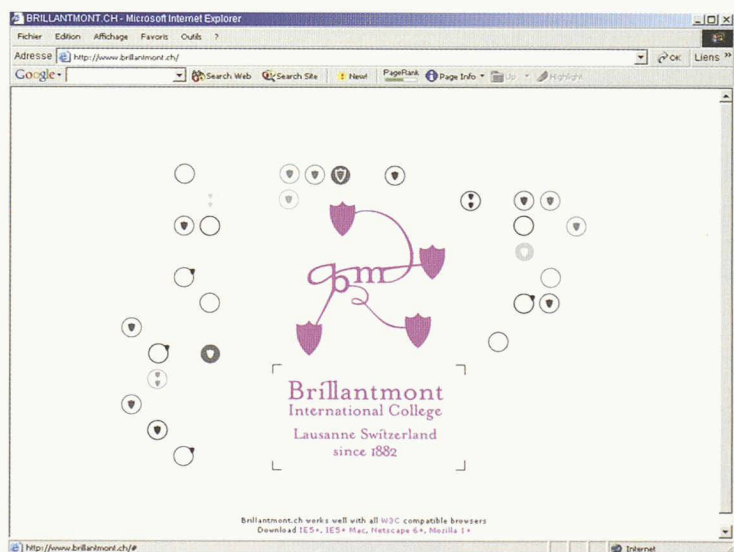 BRILLANTMONT.CH - Microsoft Internet Explorer
Fichier Edition Affichage Favoris Outils ?
Adresse http://www.brillantmont.ch/ OK Liens »
Google Search Web Search Site New! PageRank Page Info Up Highlight
bm
Brillantmont
International College
Lausanne Switzerland
since 1882
Brillantmont.ch works well with all W3C compatible browsers
Download IE5+, IE5+ Mac, Netscape 6+, Mozilla 1+
http://www.brillantmont.ch/# Internet